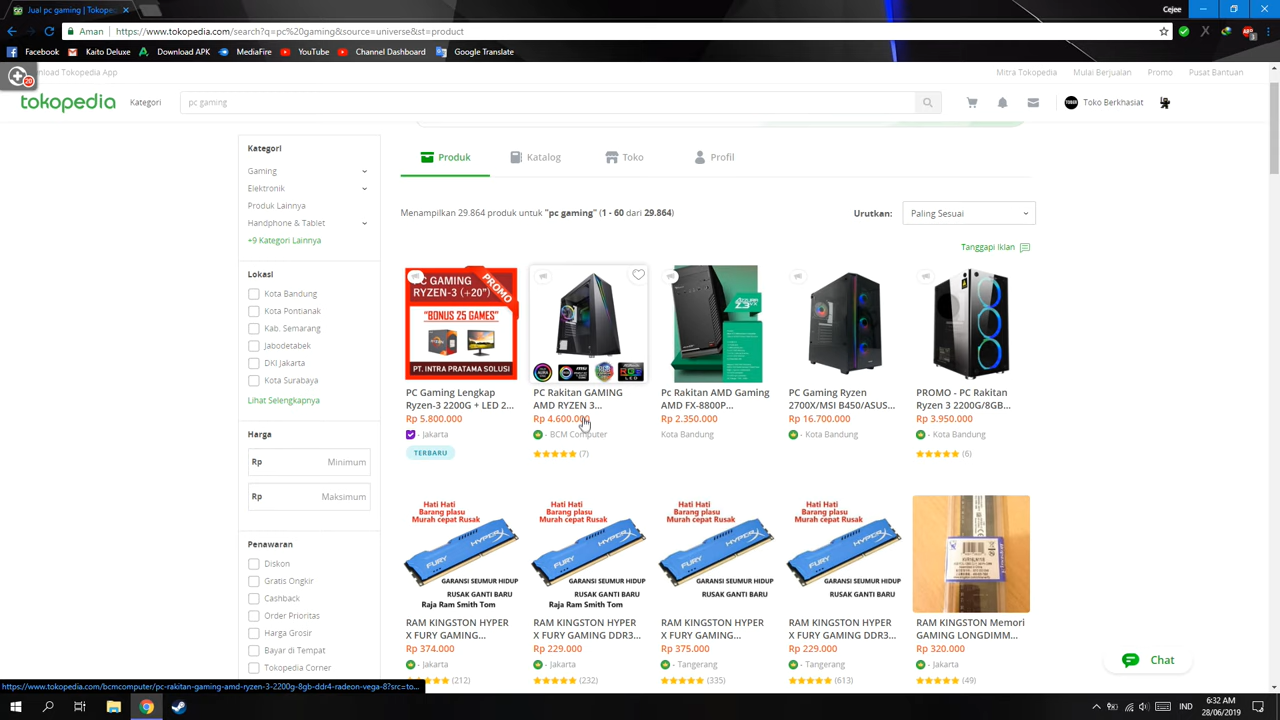 Jual pc gaming | Tokope
Cejee
Aman
https://www.tokopedia.com/search?q=pc%20gaming&source=universe&st=product
Facebook
Kaito Deluxe
Download APK
MediaFire
Youtube
Channel Dashboard
Google Translate
20
nload Tokopedia App
Mitra Tokopedia
Mulai Berjualan
Promo
Pusat Bantuan
tokopedia
Kategori
pc gaming
Toko Berkhasiat
Kategori
Gaming
Elektronik
Produk Lainnya
Handphone & Tablet
+9 Kategori Lainnya
Lokasi
Kota Bandung
Kota Pontianak
Kab. Semarang
Jabodetabek
DKI Jakarta
Kota Surabaya
Lihat Selengkapnya
Harga
Rp Minimum
Rp Maksimum
Penawaran
Diskon
Gratis Ongkir
Cashback
Order Prioritas
Harga Grosir
Bayar di Tempat
Tokopedia Corner
Produk
Katalog
Toko
Profil
Menampilkan 29.864 produk untuk "pc gaming" (1 - 60 dari 29.864)
Urutkan:
Paling Sesuai
Tanggapi Iklan
PC GAMING
RYZEN-3 (+20")
PROMO
"BONUS 25 GAMES"
PT. INTRA PRATAMA SOLUSI
PC Gaming Lengkap
Ryzen-3 2200G + LED 2...
Rp 5.800.000
- Jakarta
TERBARU
PC Rakitan GAMING
AMD RYZEN 3...
Rp 4.600.000
- BCM Computer
(7)
Pc Rakitan AMD Gaming
AMD FX-8800P...
Rp 2.350.000
Kota Bandung
PC Gaming Ryzen
2700X/MSI B450/ASUS...
Rp 16.700.000
- Kota Bandung
PROMO - PC Rakitan
Ryzen 3 2200G/8GB...
Rp 3.950.000
- Kota Bandung
(6)
Hati Hati
Barang plasu
Murah cepat Rusak
GARANSI SEUMUR HIDUP
RUSAK GANTI BARU
Raja Ram Smith Tom
RAM KINGSTON HYPER
X FURY GAMING...
Rp 374.000
- Jakarta
(212)
Hati Hati
Barang plasu
Murah cepat Rusak
GARANSI SEUMUR HIDUP
RUSAK GANTI BARU
Raja Ram Smith Tom
RAM KINGSTON HYPER
X FURY GAMING DDR3...
Rp 229.000
- Jakarta
(232)
Hati Hati
Barang plasu
Murah cepat Rusak
GARANSI SEUMUR HIDUP
RUSAK GANTI BARU
RAM KINGSTON HYPER
X FURY GAMING...
Rp 375.000
- Tangerang
(335)
Hati Hati
Barang plasu
Murah cepat Rusak
GARANSI SEUMUR HIDUP
RUSAK GANTI BARU
RAM KINGSTON HYPER
X FURY GAMING DDR3...
Rp 229.000
- Tangerang
(613)
RAM KINGSTON Memori
GAMING LONGDIMM...
Rp 320.000
- Jakarta
(49)
Chat
https://www.tokopedia.com/bcmcomputer/pc-rakitan-gaming-amd-ryzen-3-2200g-8gb-ddr4-radeon-vega-8?src=to...
IND
6:32 AM
28/06/2019